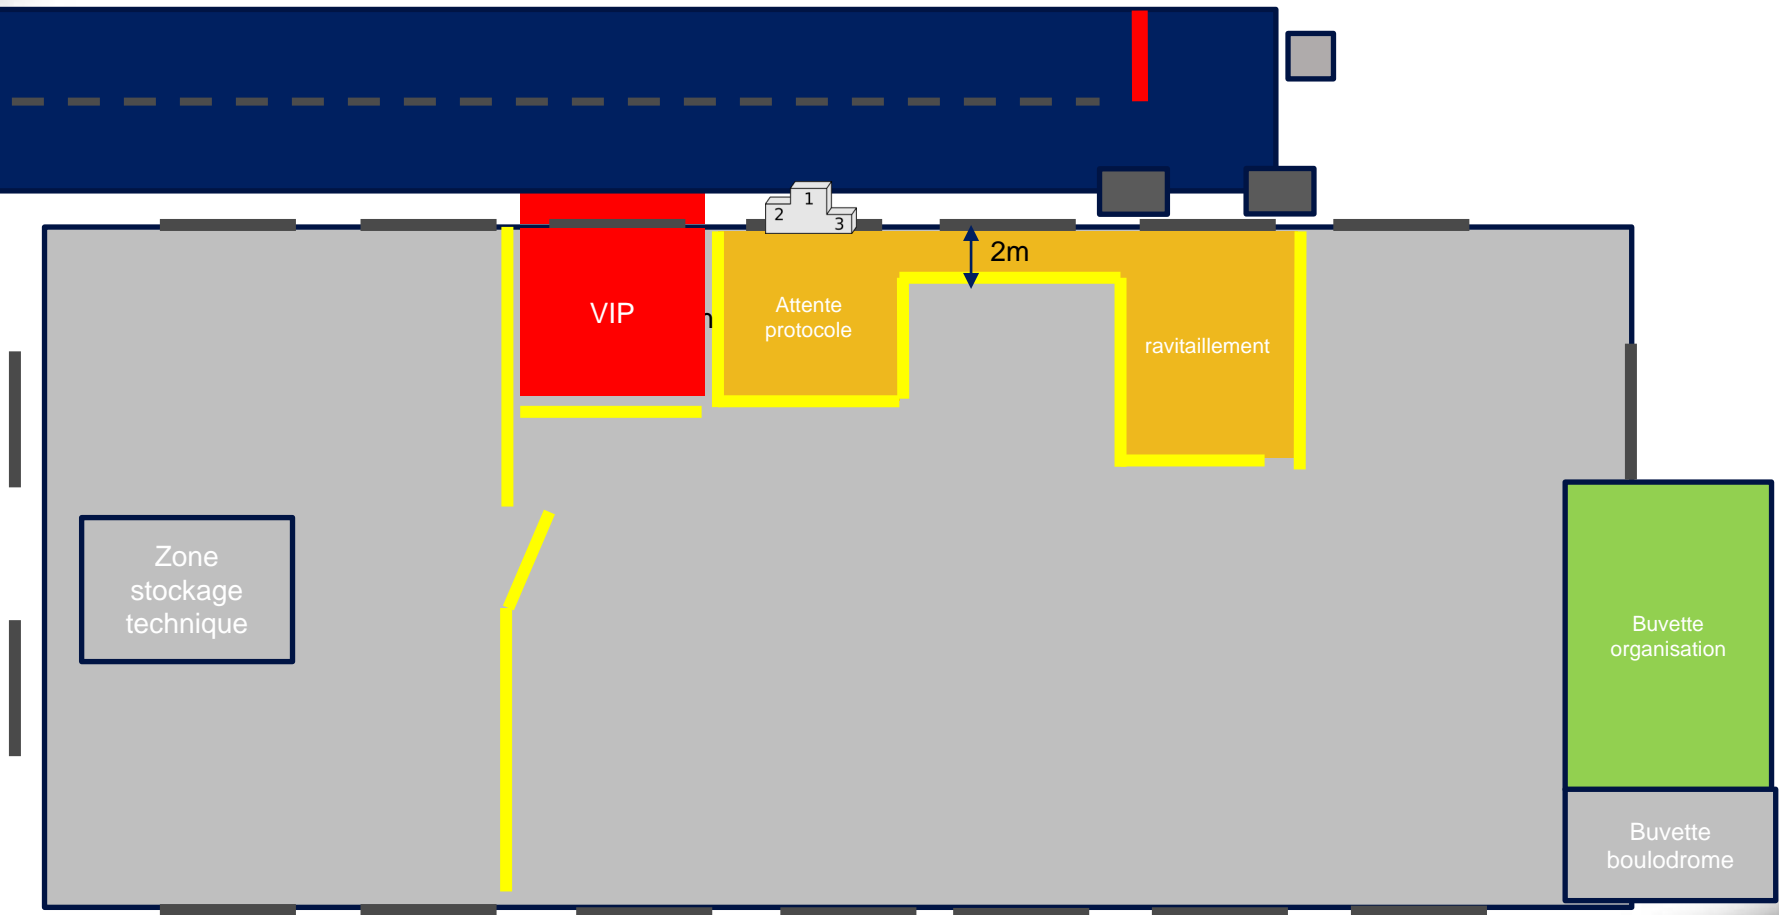 1
2
3
2m
VIP
Attente
protocole
ravitaillement
Zone
stockage
technique
Buvette
organisation
Buvette
boulodrome